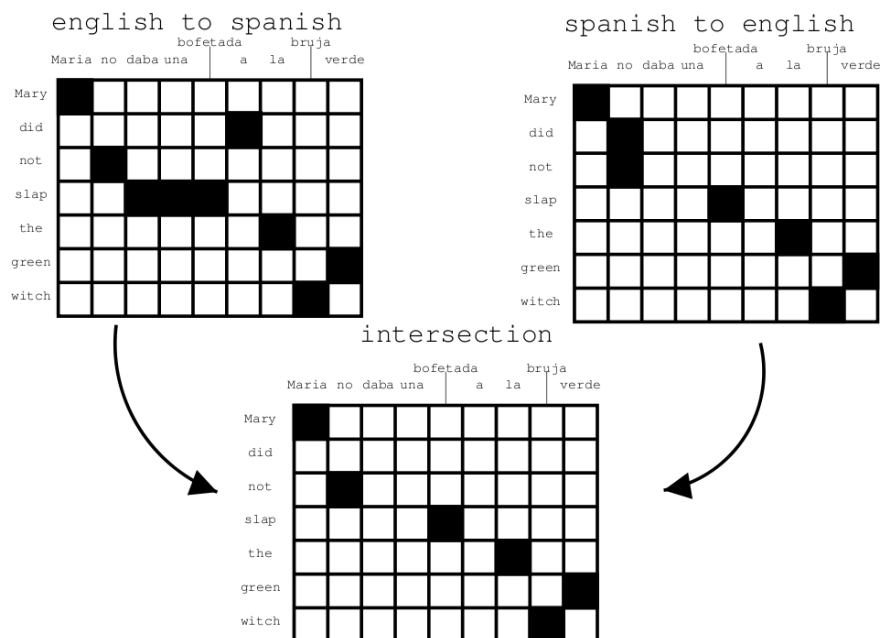 english to spanish
bofetada bruja
Maria no daba una a la verde
Mary
did
not
slap
the
green
witch
spanish to english
bofetada bruja
Maria no daba una a la verde
Mary
did
not
slap
the
green
witch
intersection
bofetada bruja
Maria no daba una a la verde
Mary
did
not
slap
the
green
witch